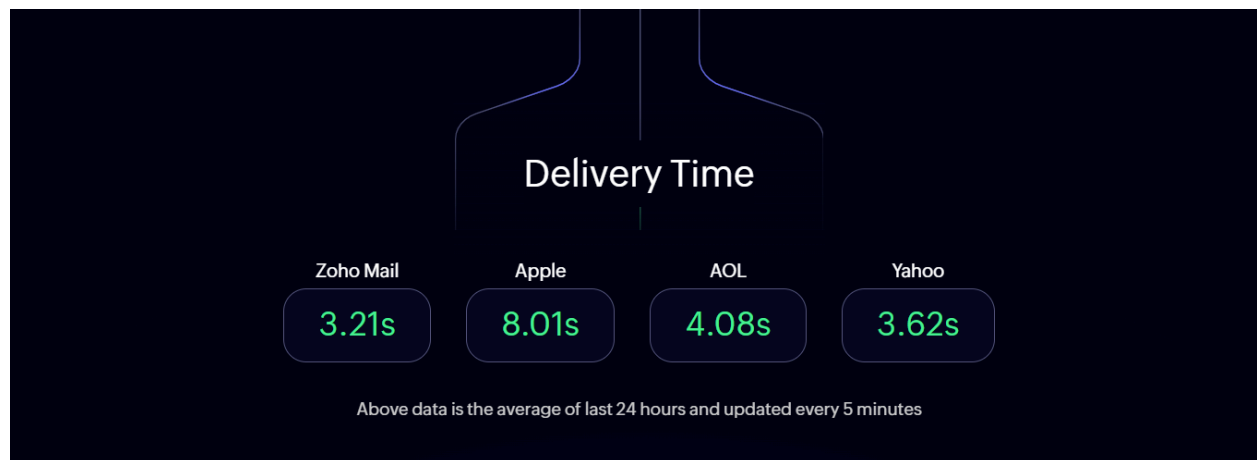 Delivery Time
Zoho Mail
Apple
AOL
Yahoo
3.21s
8.01s
4.08s
3.62s
Above data is the average of last 24 hours and updated every 5 minutes